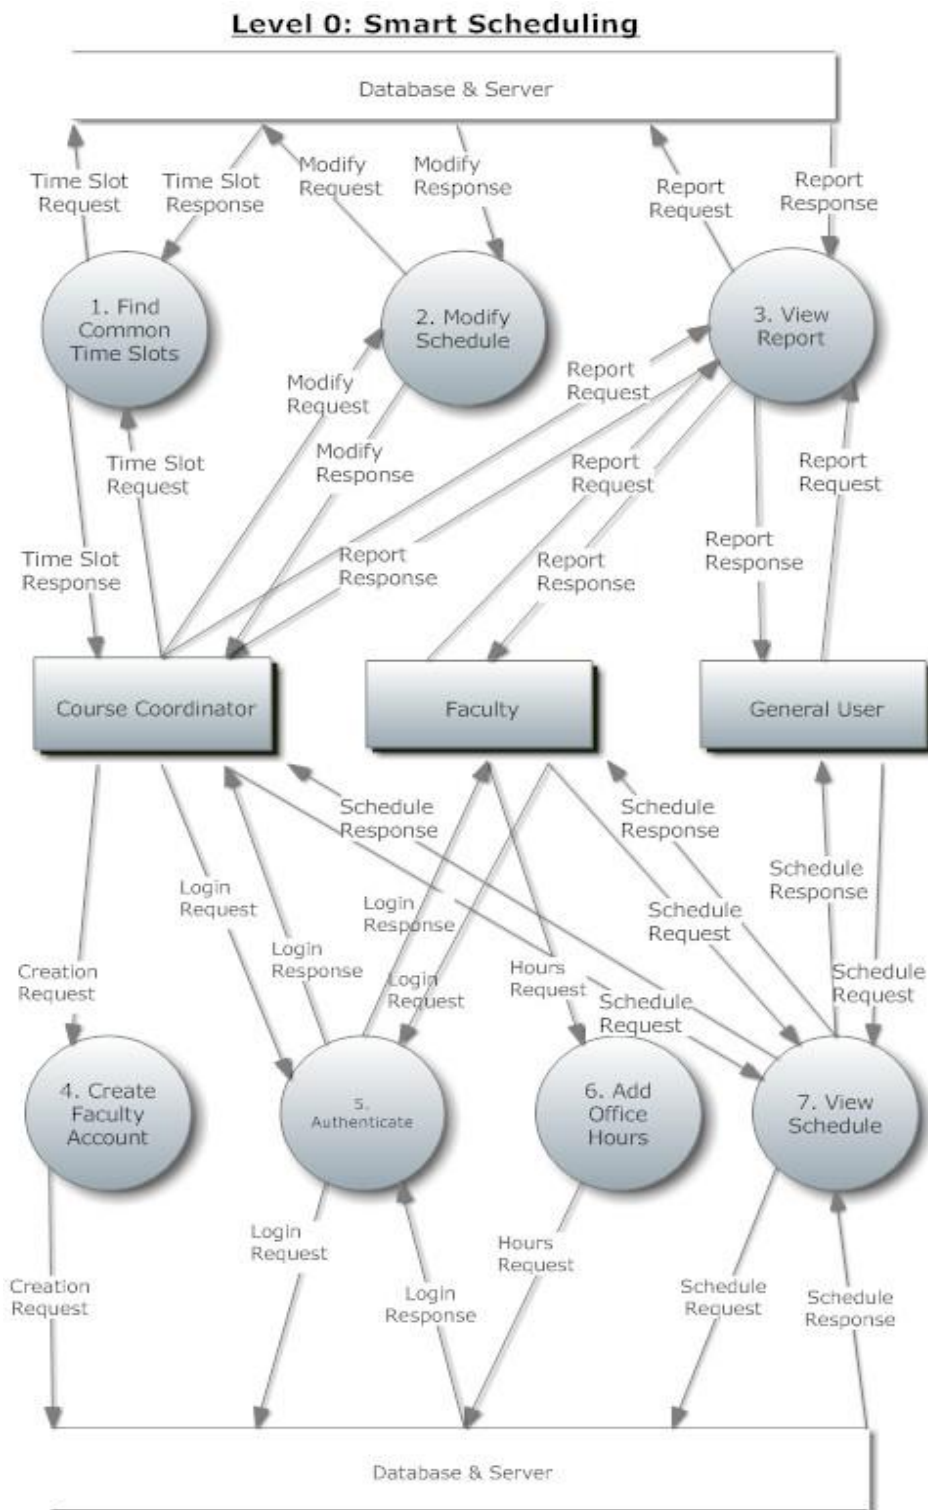 Level 0: Smart Scheduling
Database & Server
Time Slot
Request
Time Slot
Response
Modify
Request
Modify
Response
Report
Request
Report
Response
1. Find
Common
Time Slots
2. Modify
Schedule
3. View
Report
Modify
Request
Report
Request
Time Slot
Request
Modify
Response
Report
Request
Report
Request
Time Slot
Response
Report
Response
Report
Response
Report
Response
Course Coordinator
Faculty
General User
Schedule
Response
Schedule
Response
Login
Request
Login
Response
Schedule
Request
Schedule
Response
Creation
Request
Login
Response
Login
Request
Hours
Request
Schedule
Request
Schedule
Request
4. Create
Faculty
Account
5.
Authenticate
6. Add
Office
Hours
7. View
Schedule
Creation
Request
Login
Request
Login
Response
Hours
Request
Schedule
Request
Schedule
Response
Database & Server